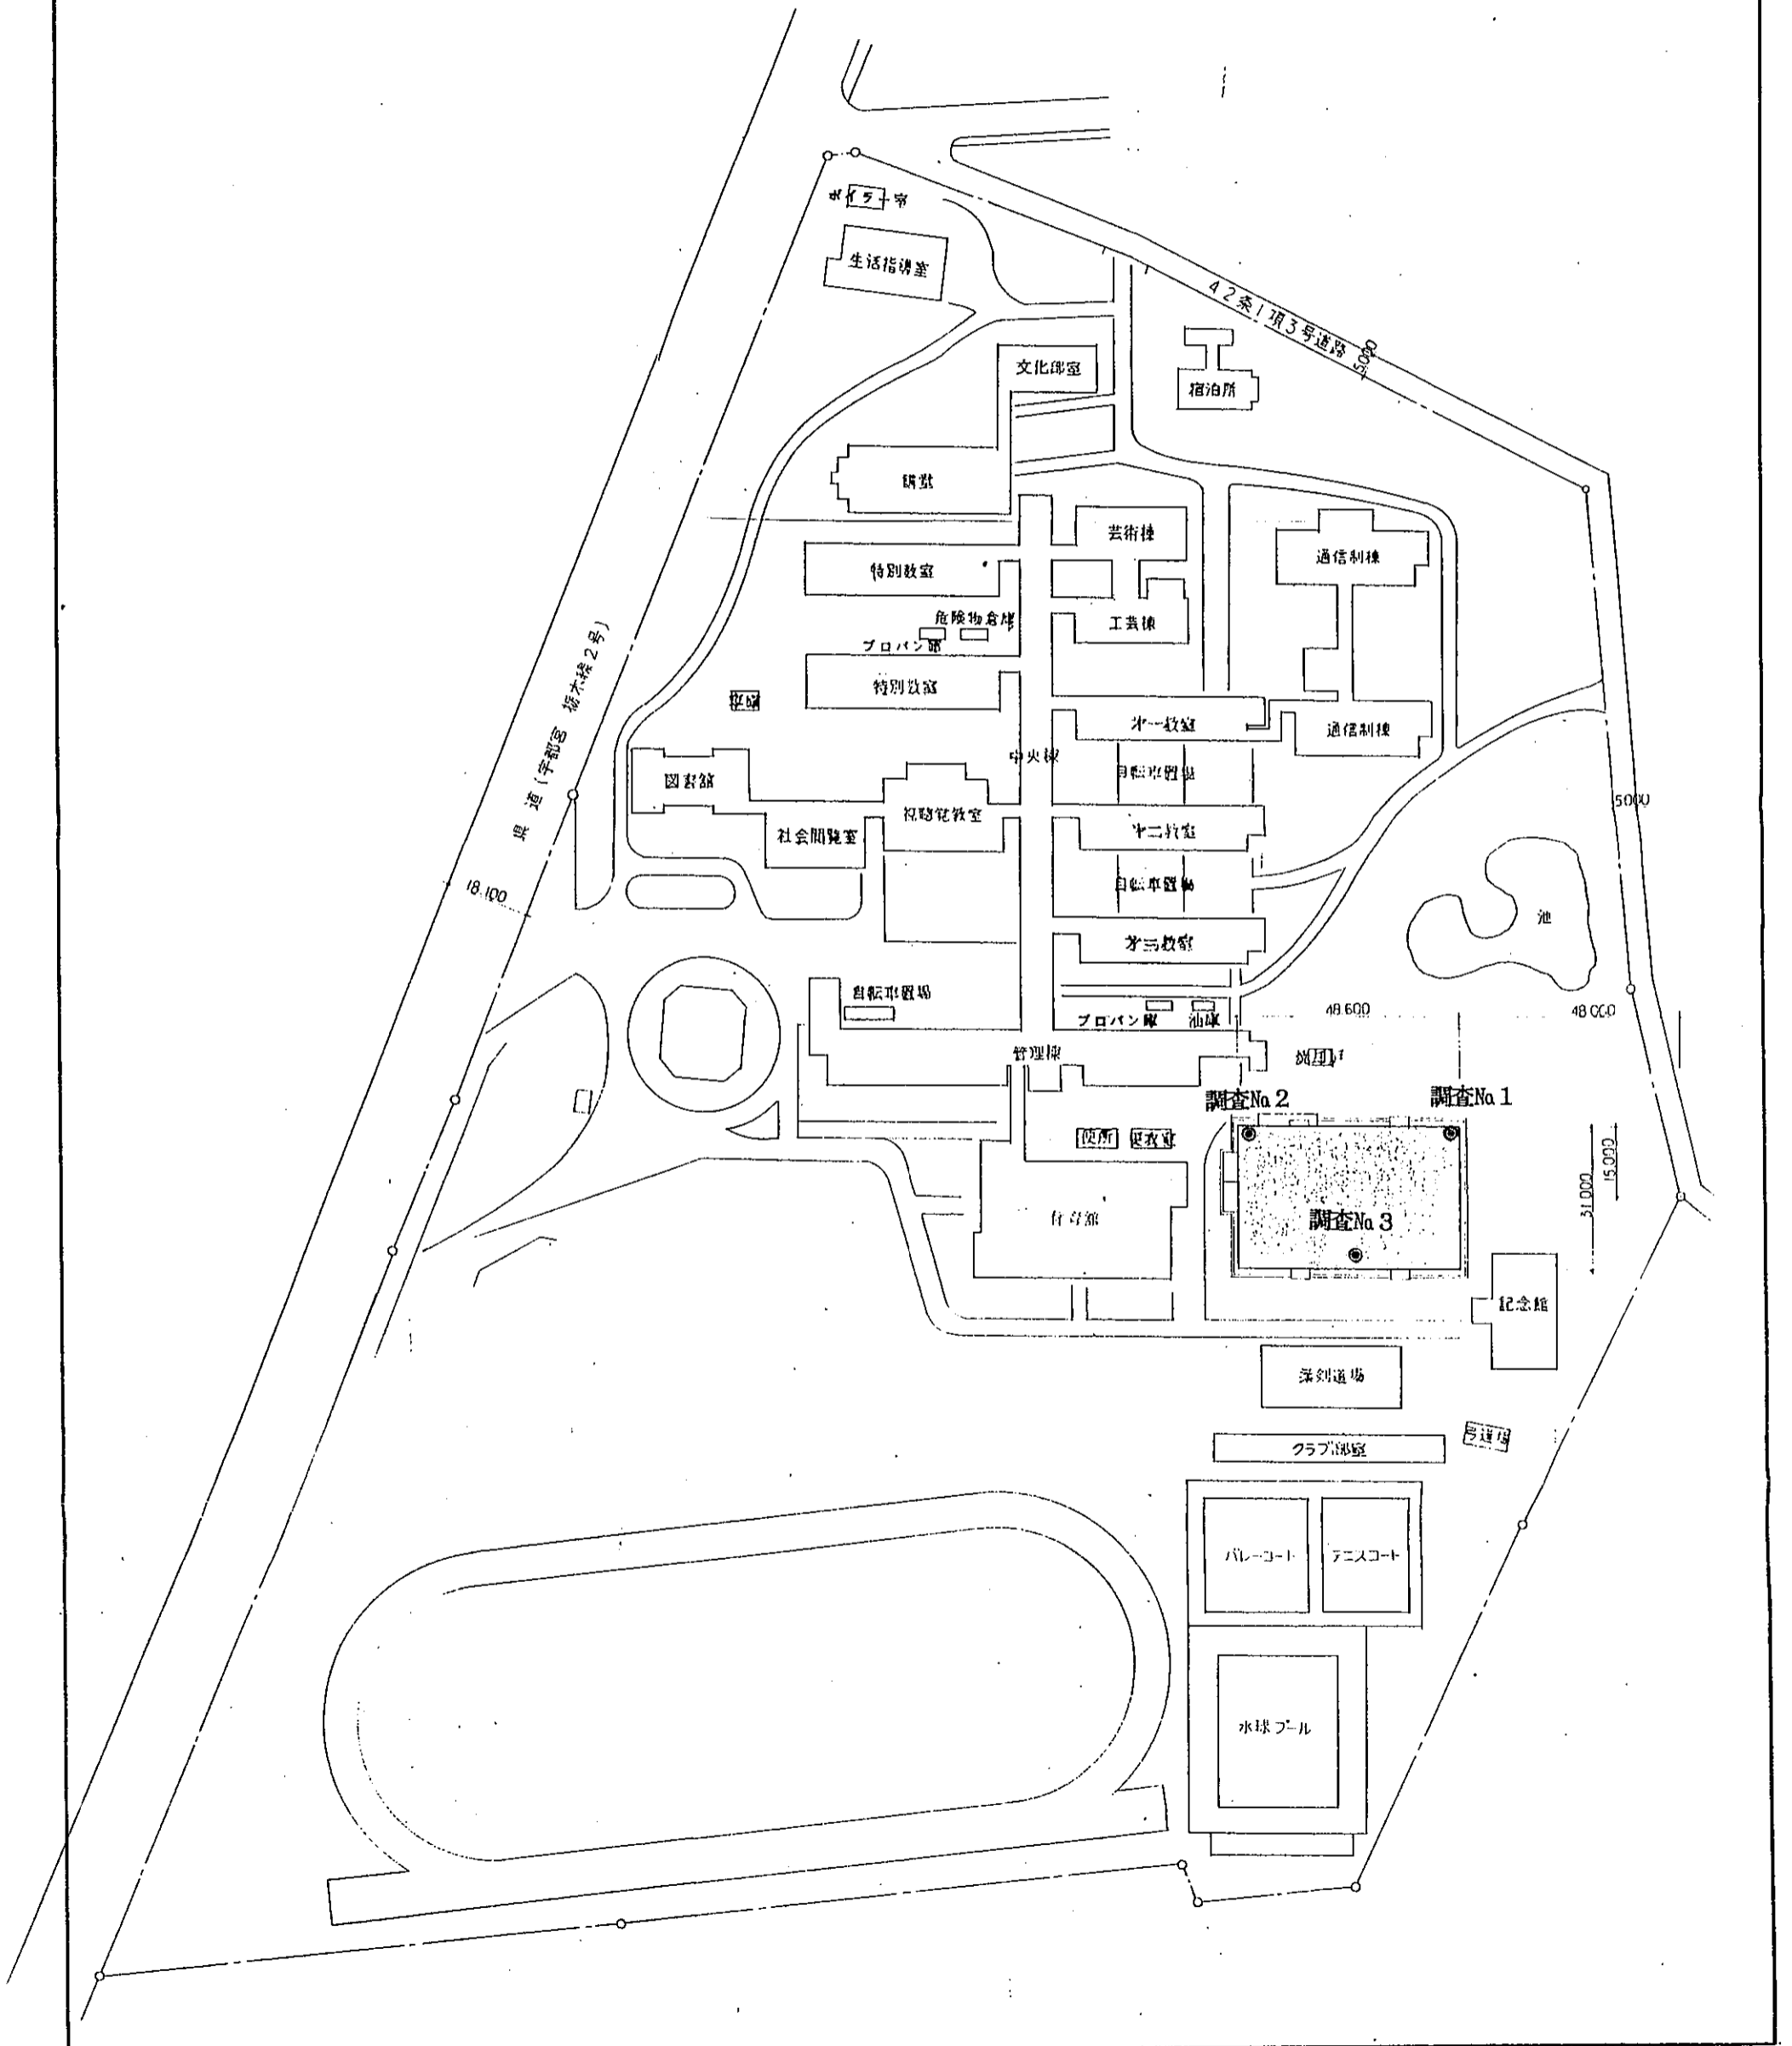 ボイラー室
生活指導室
42条1項3号道路
5000
文化部室
宿泊所
講堂
芸術棟
通信制棟
特別教室
危険物倉庫
工芸棟
プロパン庫
特別教室
県道(宇都宮 栃木線2号)
18,100
才一教室
通信制棟
中央棟
自転車置場
図書館
視聴覚教室
社会閲覧室
才二教室
5000
自転車置場
池
才三教室
自転車置場
プロパン庫
油庫
48.600
48.000
管理棟
調査No.2
調査No.1
便所
更衣室
31.000
15.000
体育館
調査No.3
記念館
柔剣道場
クラブ部室
弓道場
バレーコート
テニスコート
水球プール